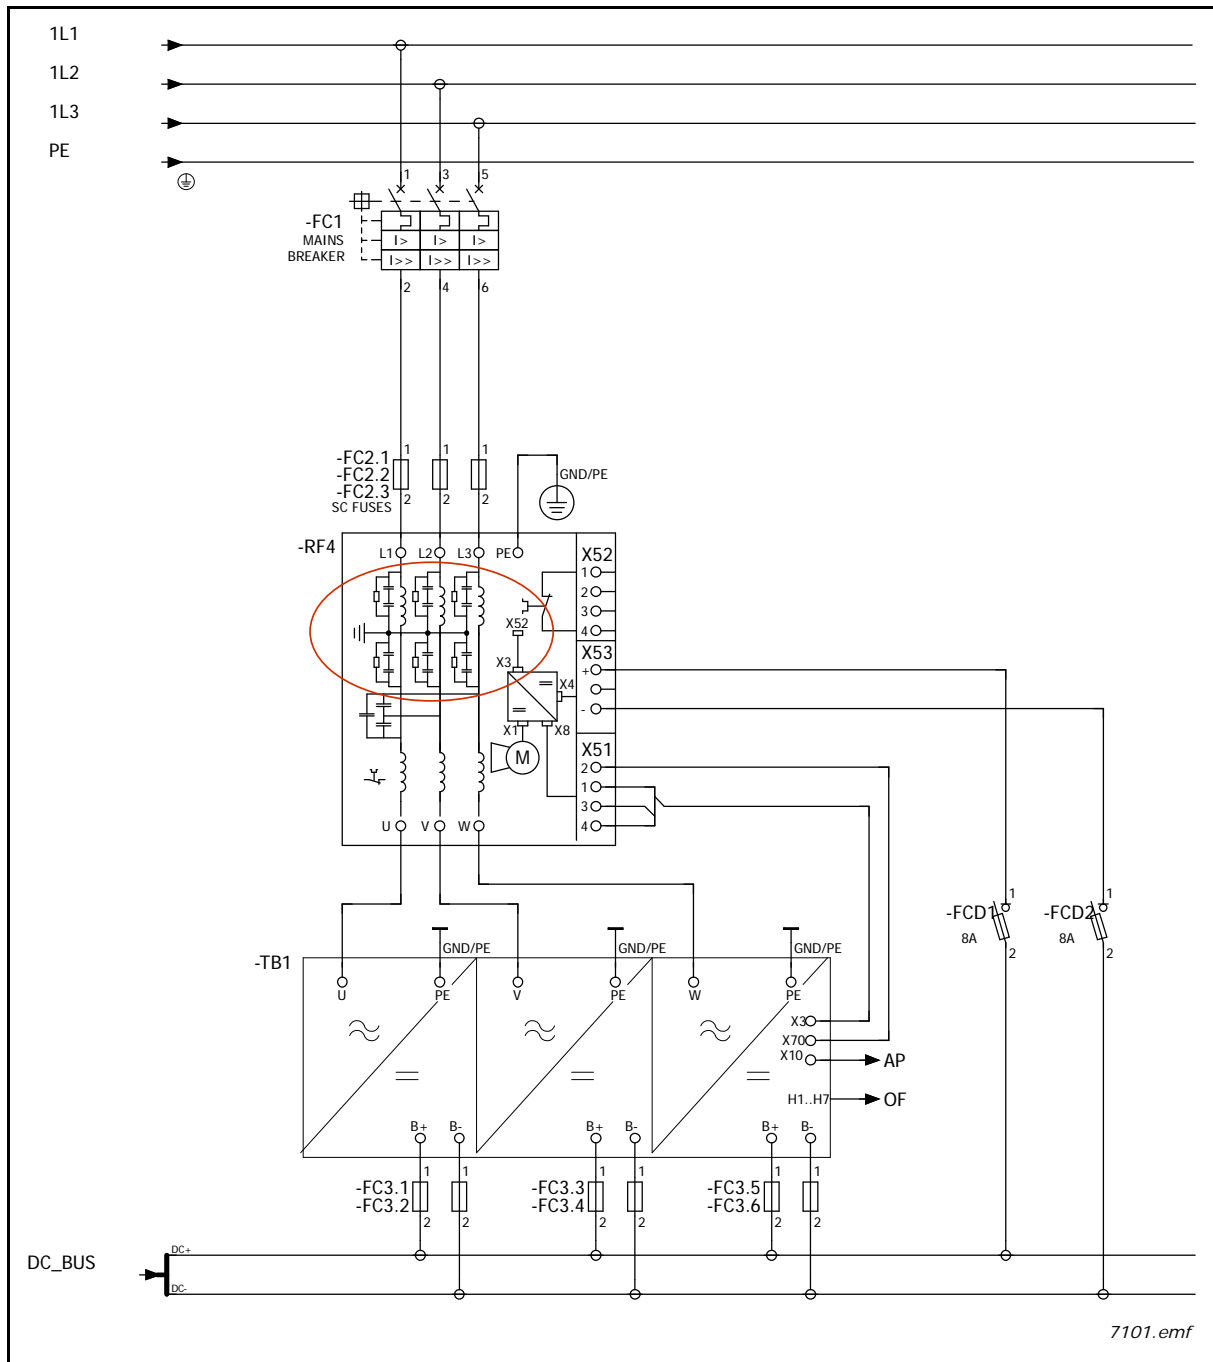 1L1
1L2
1L3
PE
1 3 5
-FC1
MAINS
BREAKER
I> I> I>
I>> I>> I>>
2 4 6
-FC2.1
-FC2.2
-FC2.3
SC FUSES
1 1 1
2 2 2
GND/PE
-RF4
L1 L2 L3 PE
X52
1
2
3
4
X52
X53
+
-
X3
X4
X1
X8
M
X51
2
1
3
4
U V W
-FCD1
8A
1
2
-FCD2
8A
1
2
-TB1
GND/PE GND/PE GND/PE
U PE V PE W PE
X3
X70
X10
AP
H1..H7
OF
B+ B- B+ B- B+ B-
-FC3.1
-FC3.2
1 1
2 2
-FC3.3
-FC3.4
1 1
2 2
-FC3.5
-FC3.6
1 1
2 2
DC_BUS
DC+
DC-
7101.emf